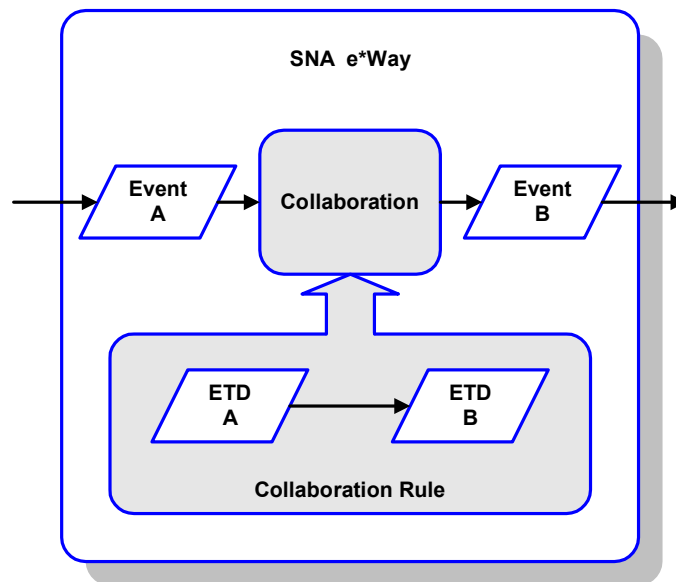 SNA e*Way
Event
A
Collaboration
Event
B
ETD
A
ETD
B
Collaboration Rule